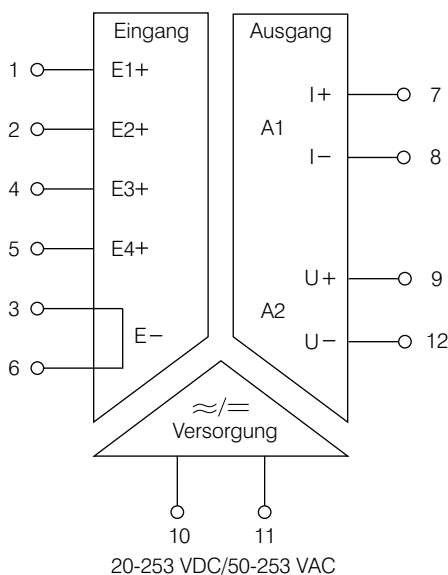 Eingang
Ausgang
1 E1+
2 E2+
4 E3+
5 E4+
3
E−
6
I+ 7
A1
I− 8
U+ 9
A2
U− 12
≈/=
Versorgung
10 11
20-253 VDC/50-253 VAC